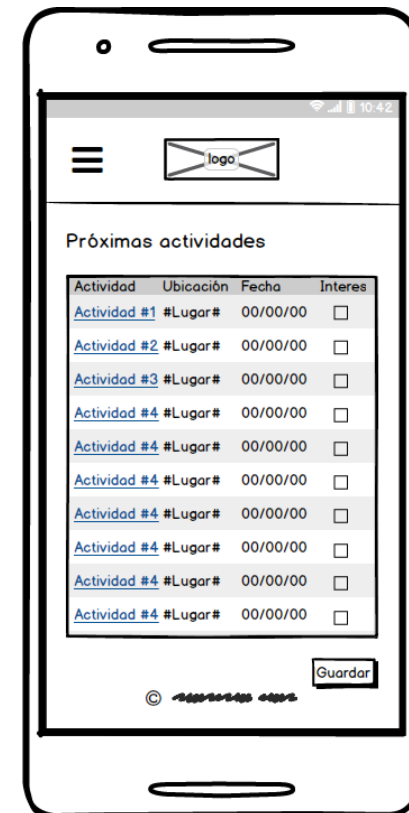 10:42
logo
Próximas actividades
Actividad Ubicación Fecha Interes
Actividad #1 #Lugar# 00/00/00
Actividad #2 #Lugar# 00/00/00
Actividad #3 #Lugar# 00/00/00
Actividad #4 #Lugar# 00/00/00
Actividad #4 #Lugar# 00/00/00
Actividad #4 #Lugar# 00/00/00
Actividad #4 #Lugar# 00/00/00
Actividad #4 #Lugar# 00/00/00
Actividad #4 #Lugar# 00/00/00
Actividad #4 #Lugar# 00/00/00
Guardar
©